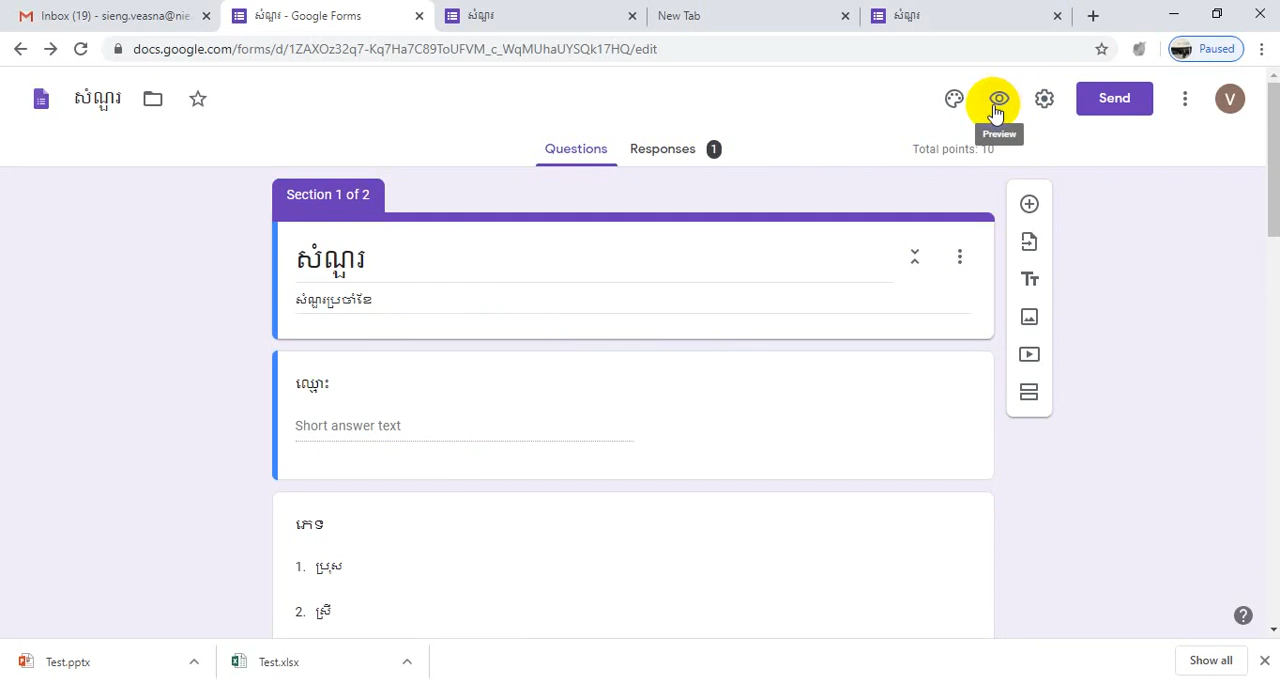 Inbox (19) - sieng.veasna@nie
សំណួរ - Google Forms
សំណួរ
New Tab
សំណួរ
docs.google.com/forms/d/1ZAXOz32q7-Kq7Ha7C89ToUFVM_c_WqMUhaUYSQk17HQ/edit
Paused
សំណួរ
Send
V
Preview
Questions
Responses 1
Total points: 10
Section 1 of 2
សំណួរ
សំណួរប្រចាំខែ
ឈ្មោះ
Short answer text
ភេទ
1. ប្រុស
2. ស្រី
Test.pptx
Test.xlsx
Show all